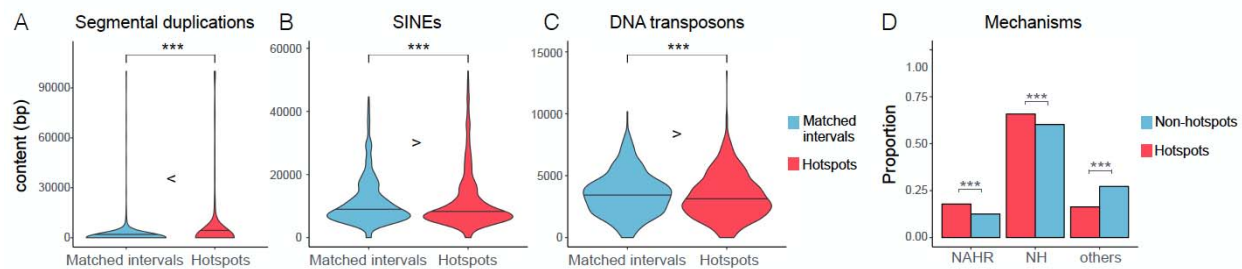 A Segmental duplications
content (bp)
90000
60000
30000
0
***
<
Matched intervals Hotspots
B SINEs
60000
40000
20000
0
***
>
Matched intervals Hotspots
C DNA transposons
15000
10000
5000
0
***
>
Matched intervals Hotspots
Matched
intervals
Hotspots
D Mechanisms
Proportion
1.00
0.75
0.50
0.25
0.00
***
***
***
NAHR NH others
Non-hotspots
Hotspots